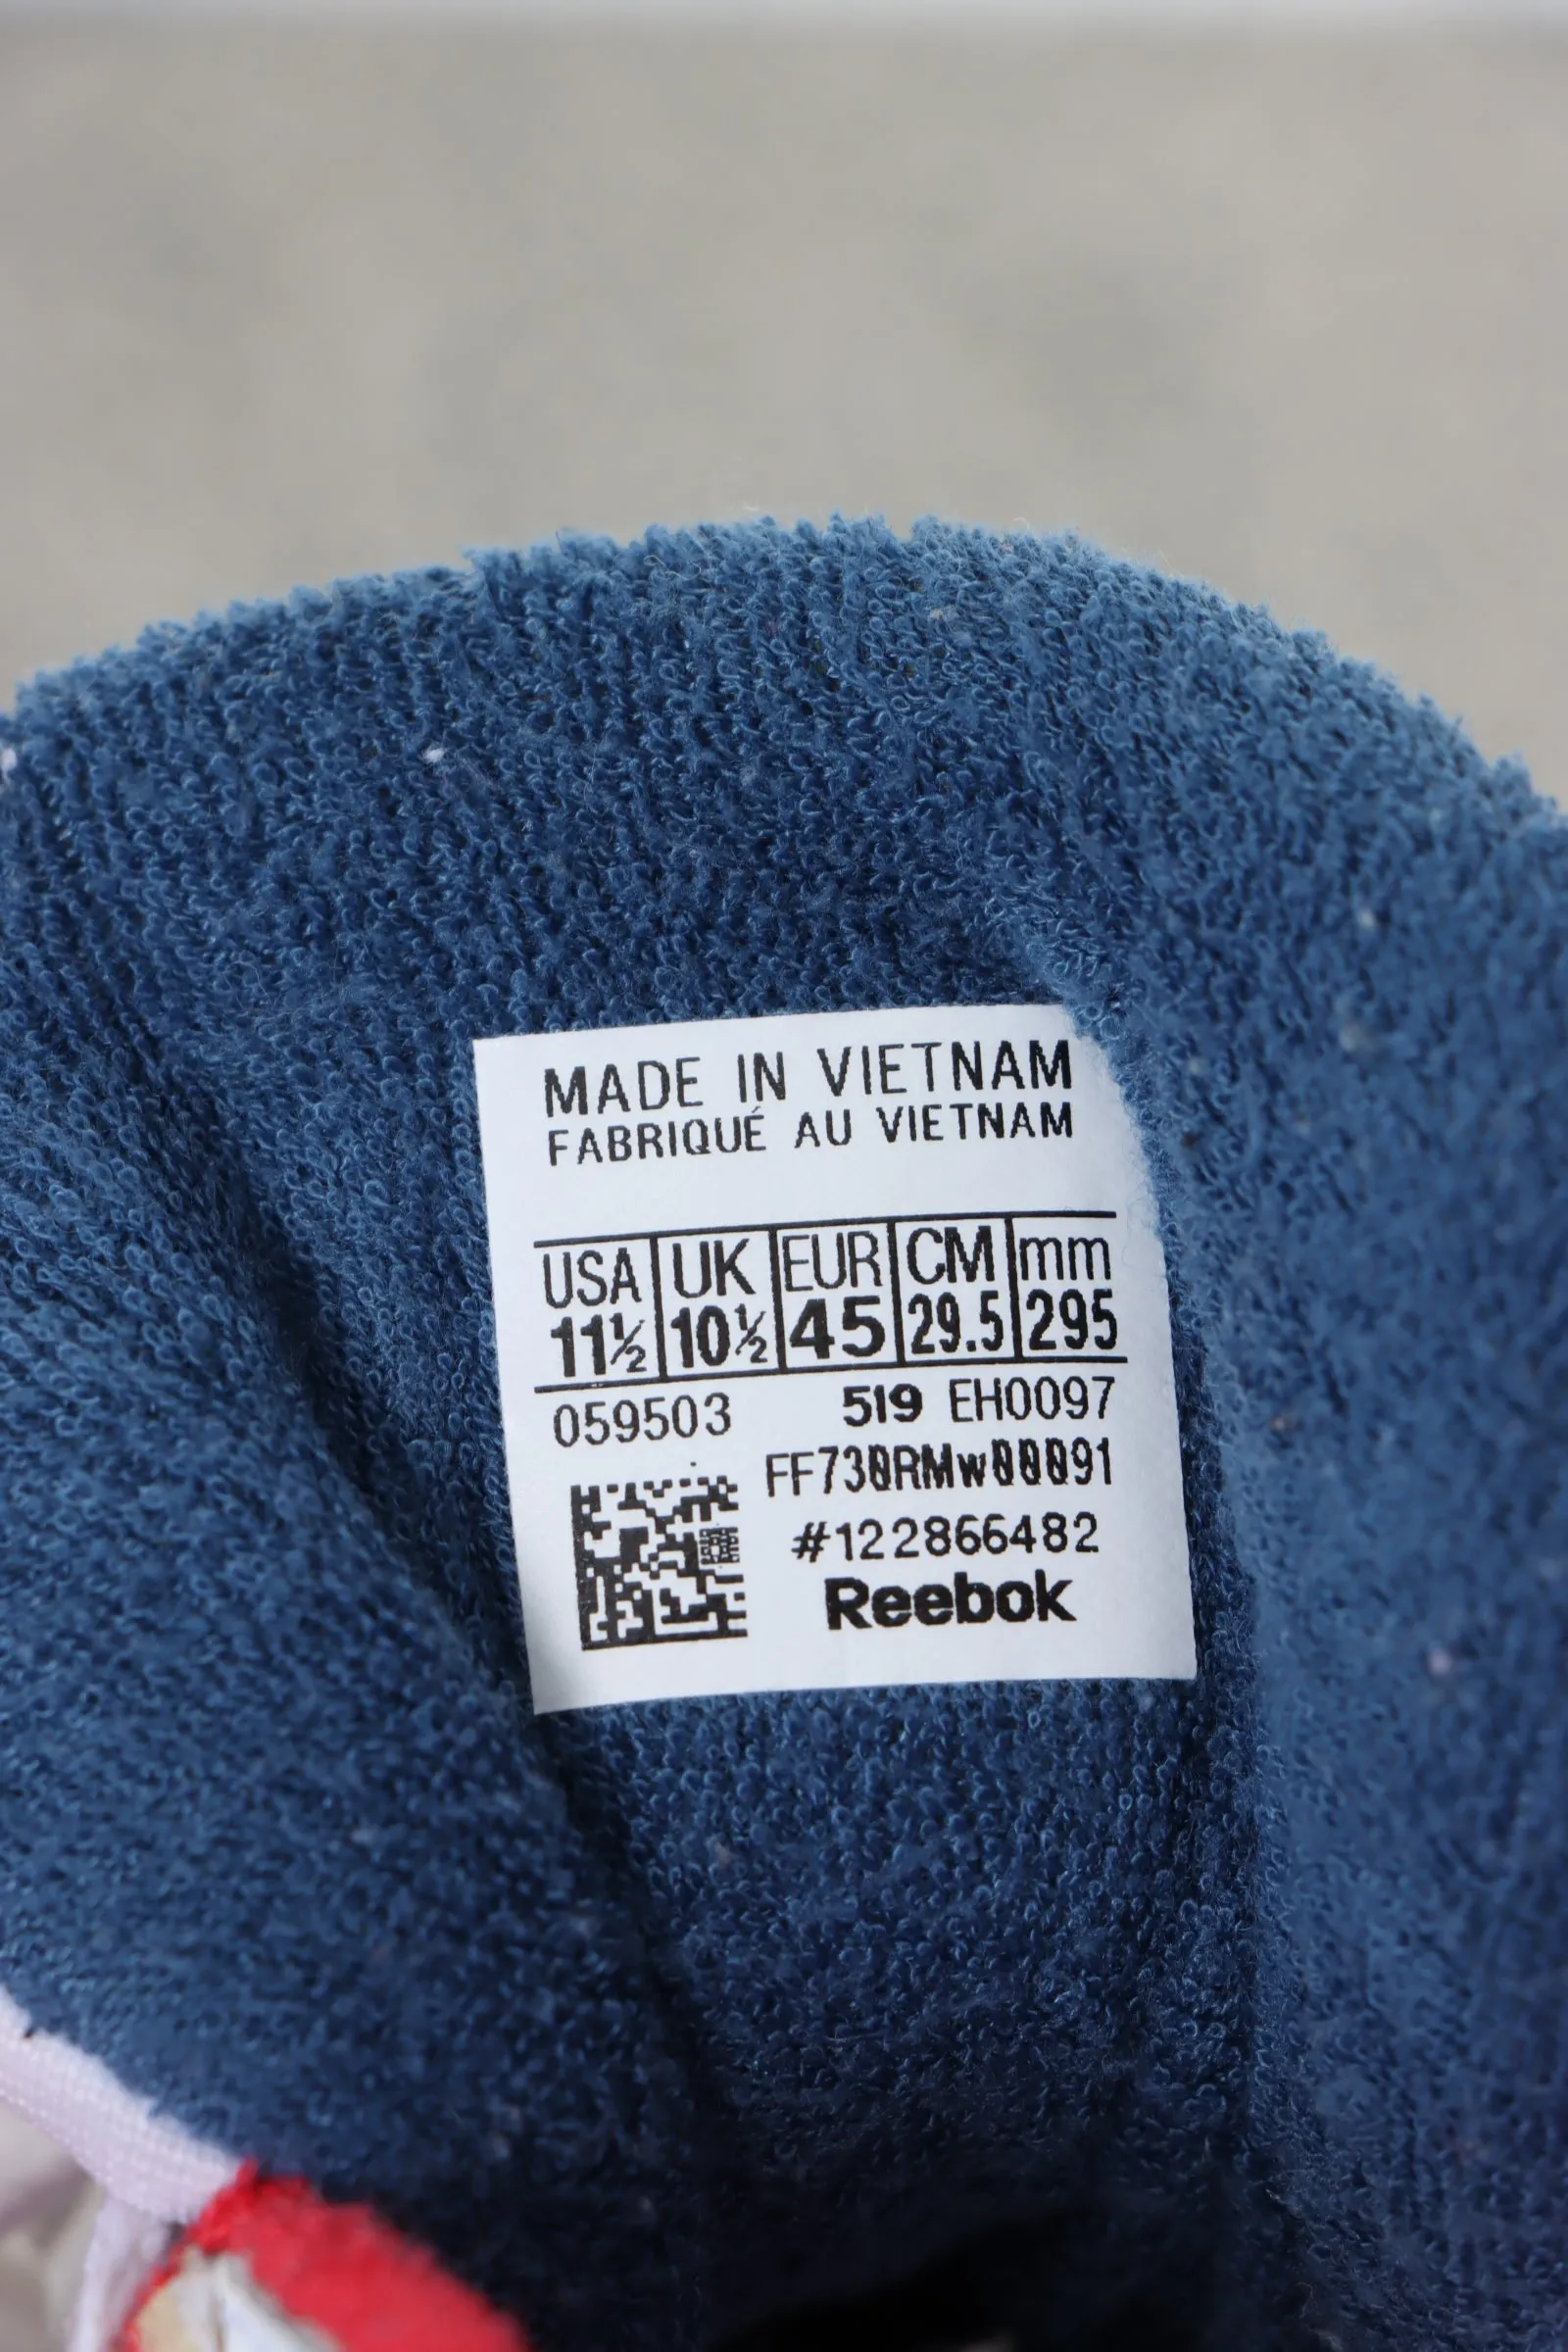 MADE IN VIETNAM
FABRIQUÉ AU VIETNAM
USA UK EUR CM mm
11½ 10½ 45 29.5 295
059503 519 EH0097
FF730RMw00091
#122866482
Reebok